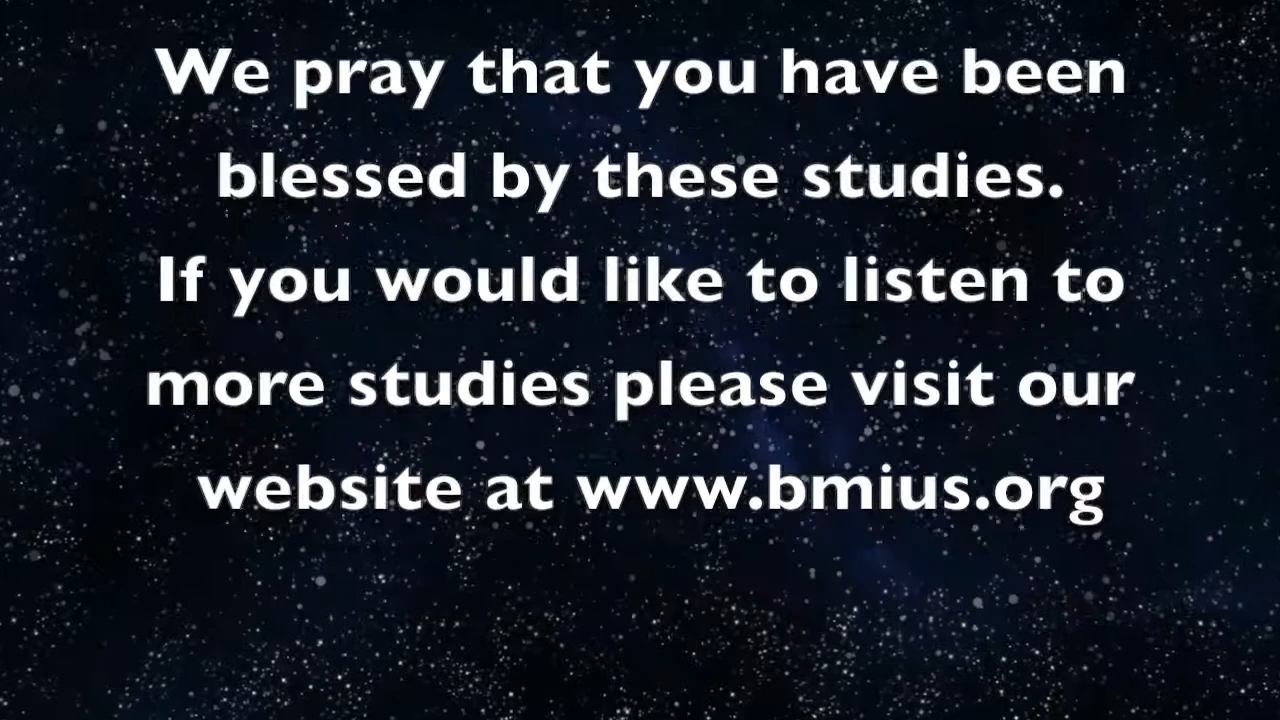 We pray that you have been
blessed by these studies.
If you would like to listen to
more studies please visit our
website at www.bmius.org